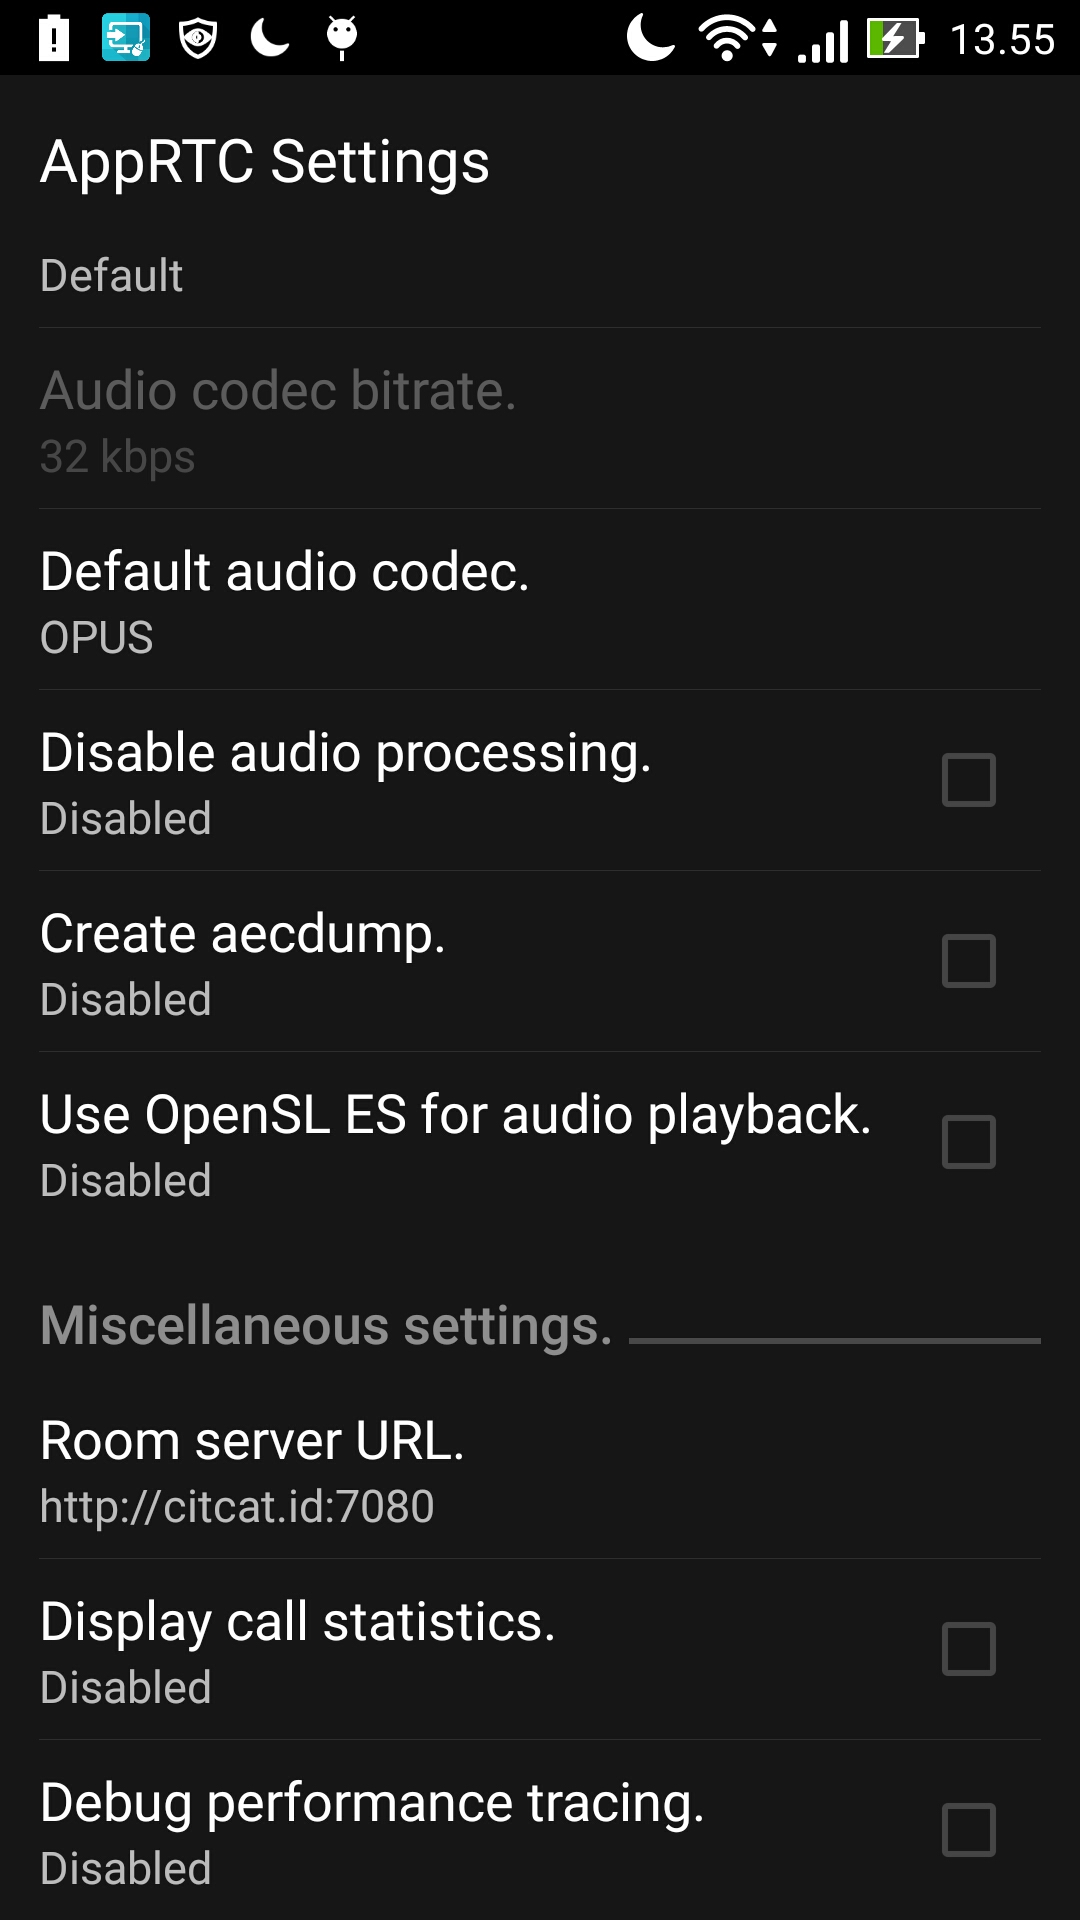 13.55
AppRTC Settings
Default
Audio codec bitrate.
32 kbps
Default audio codec.
OPUS
Disable audio processing.
Disabled
Create aecdump.
Disabled
Use OpenSL ES for audio playback.
Disabled
Miscellaneous settings.
Room server URL.
http://citcat.id:7080
Display call statistics.
Disabled
Debug performance tracing.
Disabled